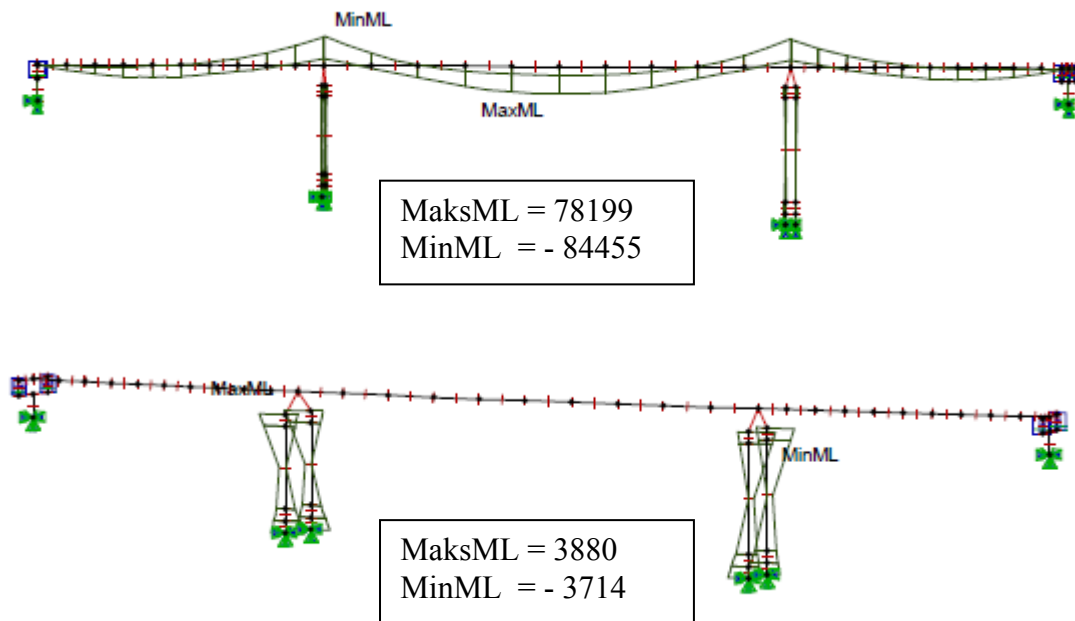 MinML
MaxML
MaksML = 78199
MinML = - 84455
MaxML
MinML
MaksML = 3880
MinML = - 3714